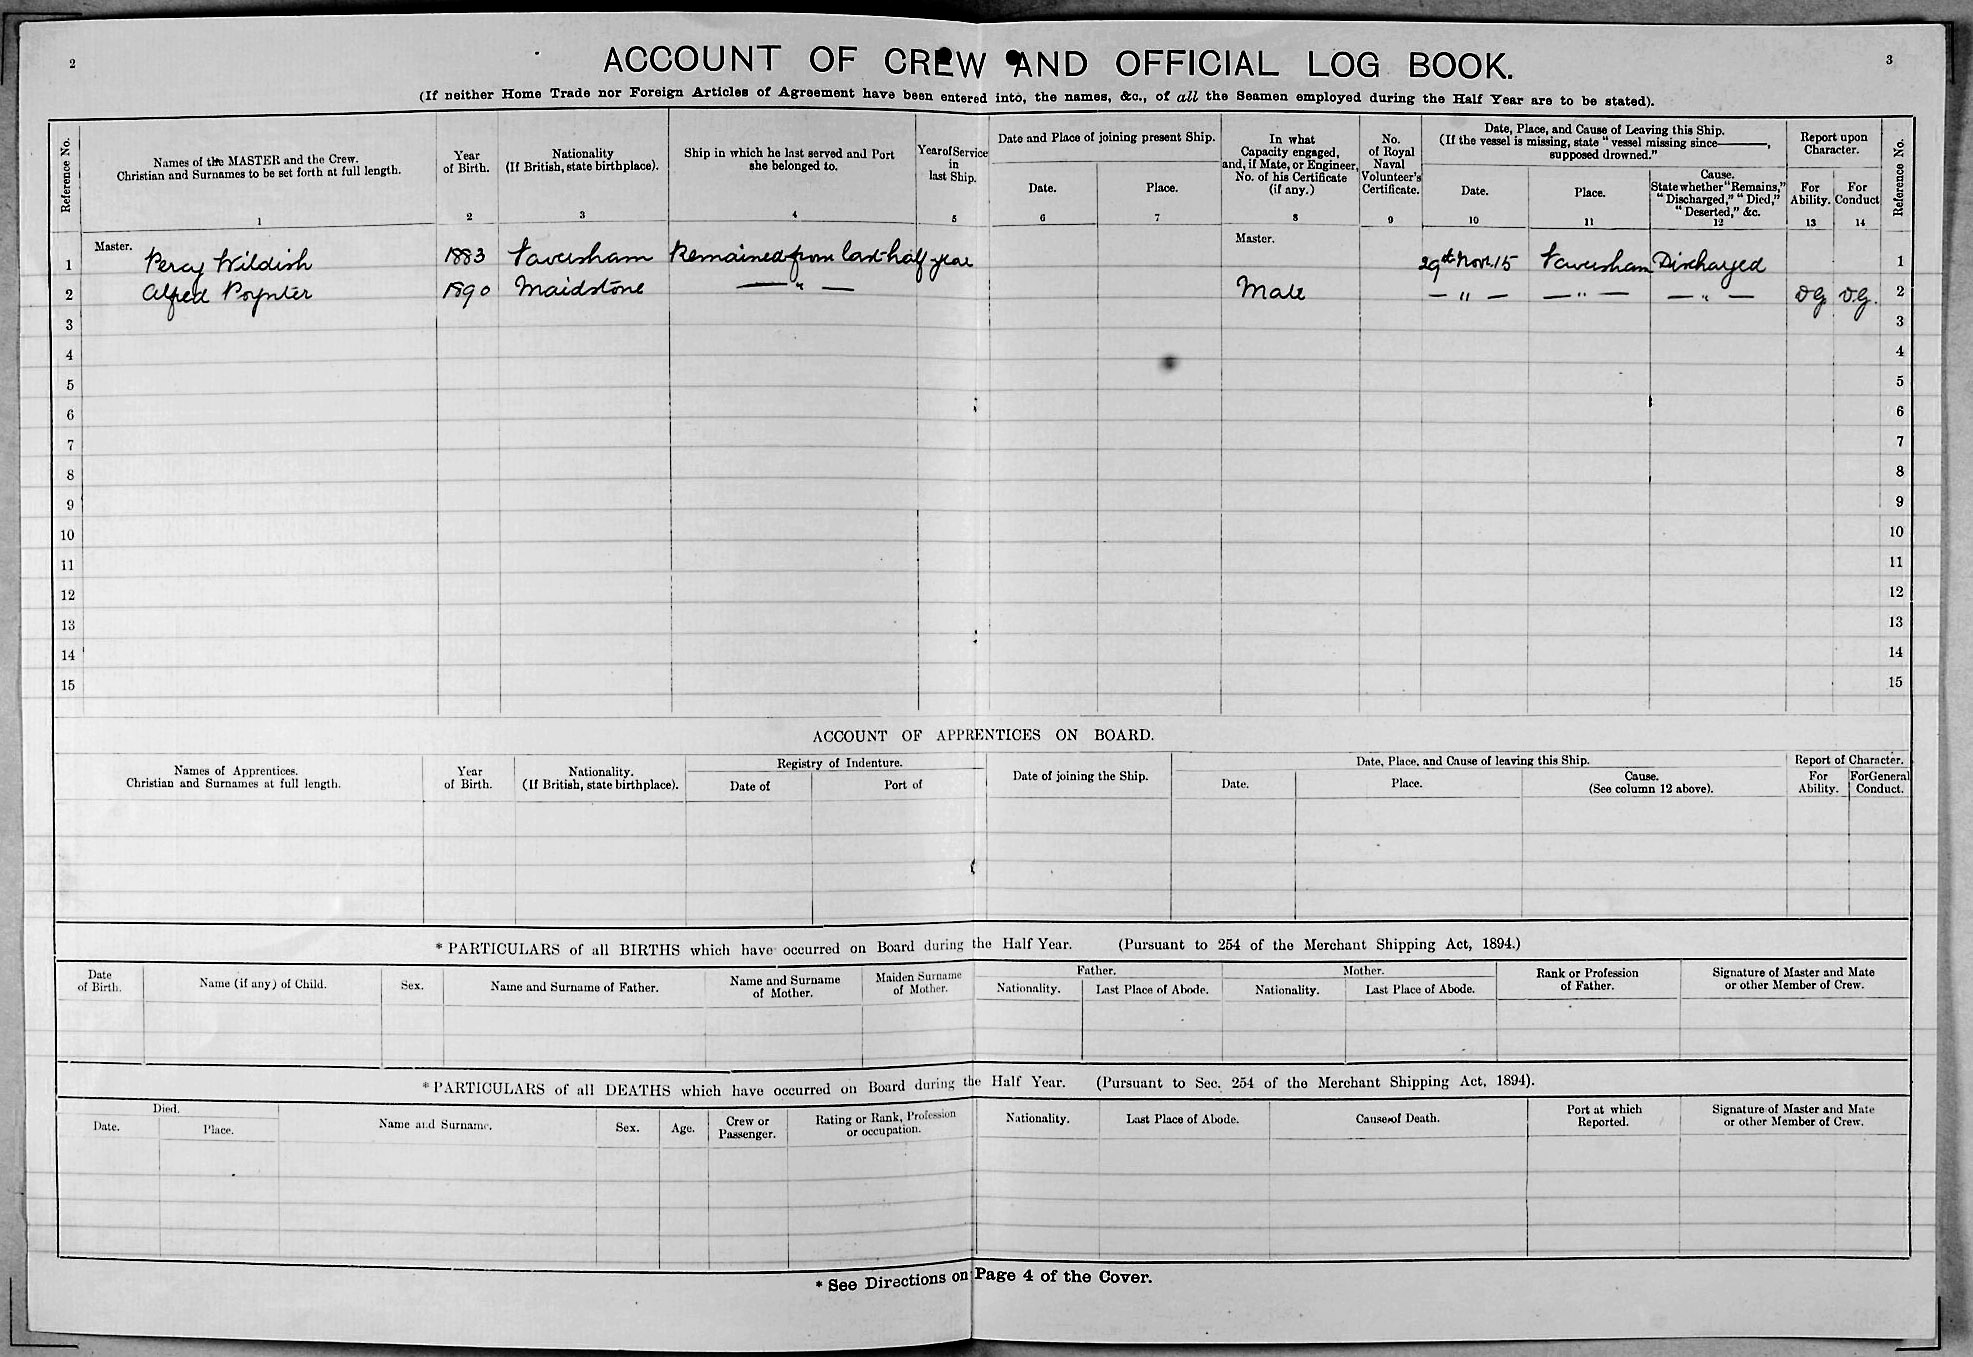 2
3
ACCOUNT OF CREW AND OFFICIAL LOG BOOK.
(If neither Home Trade nor Foreign Articles of Agreement have been entered into, the names, &c., of all the Seamen employed during the Half Year are to be stated).
Reference No.
Names of the MASTER and the Crew.
Christian and Surnames to be set forth at full length.
1
Year
of Birth.
2
Nationality
(If British, state birthplace).
3
Ship in which he last served and Port
she belonged to.
4
Year of Service
in
last Ship.
5
Date and Place of joining present Ship.
Date.
6
Place.
7
In what
Capacity engaged,
and, if Mate, or Engineer,
No. of his Certificate
(if any.)
8
No.
of Royal
Naval
Volunteer's
Certificate.
9
Date, Place, and Cause of Leaving this Ship.
(If the vessel is missing, state "vessel missing since———,
supposed drowned."
Date.
10
Place.
11
Cause.
State whether "Remains,"
"Discharged," "Died,"
"Deserted," &c.
12
Report upon
Character.
For
Ability.
13
For
Conduct
14
Reference No.
1 Master. Percy Wildish 1883 Faversham Remained from last half year Master. 29th Nov. 15 Faversham Discharged 1
2 Alfred Poynter 1890 Maidstone — " — Mate — " — — " — — " — V.G. V.G. 2
3 3
4 4
5 5
6 6
7 7
8 8
9 9
10 10
11 11
12 12
13 13
14 14
15 15
ACCOUNT OF APPRENTICES ON BOARD.
Names of Apprentices.
Christian and Surnames at full length.
Year
of Birth.
Nationality.
(If British, state birthplace).
Registry of Indenture.
Date of
Port of
Date of joining the Ship.
Date, Place, and Cause of leaving this Ship.
Date.
Place.
Cause.
(See column 12 above).
Report of Character.
For
Ability.
For General
Conduct.
* PARTICULARS of all BIRTHS which have occurred on Board during the Half Year. (Pursuant to 254 of the Merchant Shipping Act, 1894.)
Date
of Birth.
Name (if any) of Child.
Sex.
Name and Surname of Father.
Name and Surname
of Mother.
Maiden Surname
of Mother.
Father.
Nationality.
Last Place of Abode.
Mother.
Nationality.
Last Place of Abode.
Rank or Profession
of Father.
Signature of Master and Mate
or other Member of Crew.
* PARTICULARS of all DEATHS which have occurred on Board during the Half Year. (Pursuant to Sec. 254 of the Merchant Shipping Act, 1894).
Died.
Date.
Place.
Name and Surname.
Sex.
Age.
Crew or
Passenger.
Rating or Rank, Profession
or occupation.
Nationality.
Last Place of Abode.
Cause of Death.
Port at which
Reported.
Signature of Master and Mate
or other Member of Crew.
* See Directions on Page 4 of the Cover.